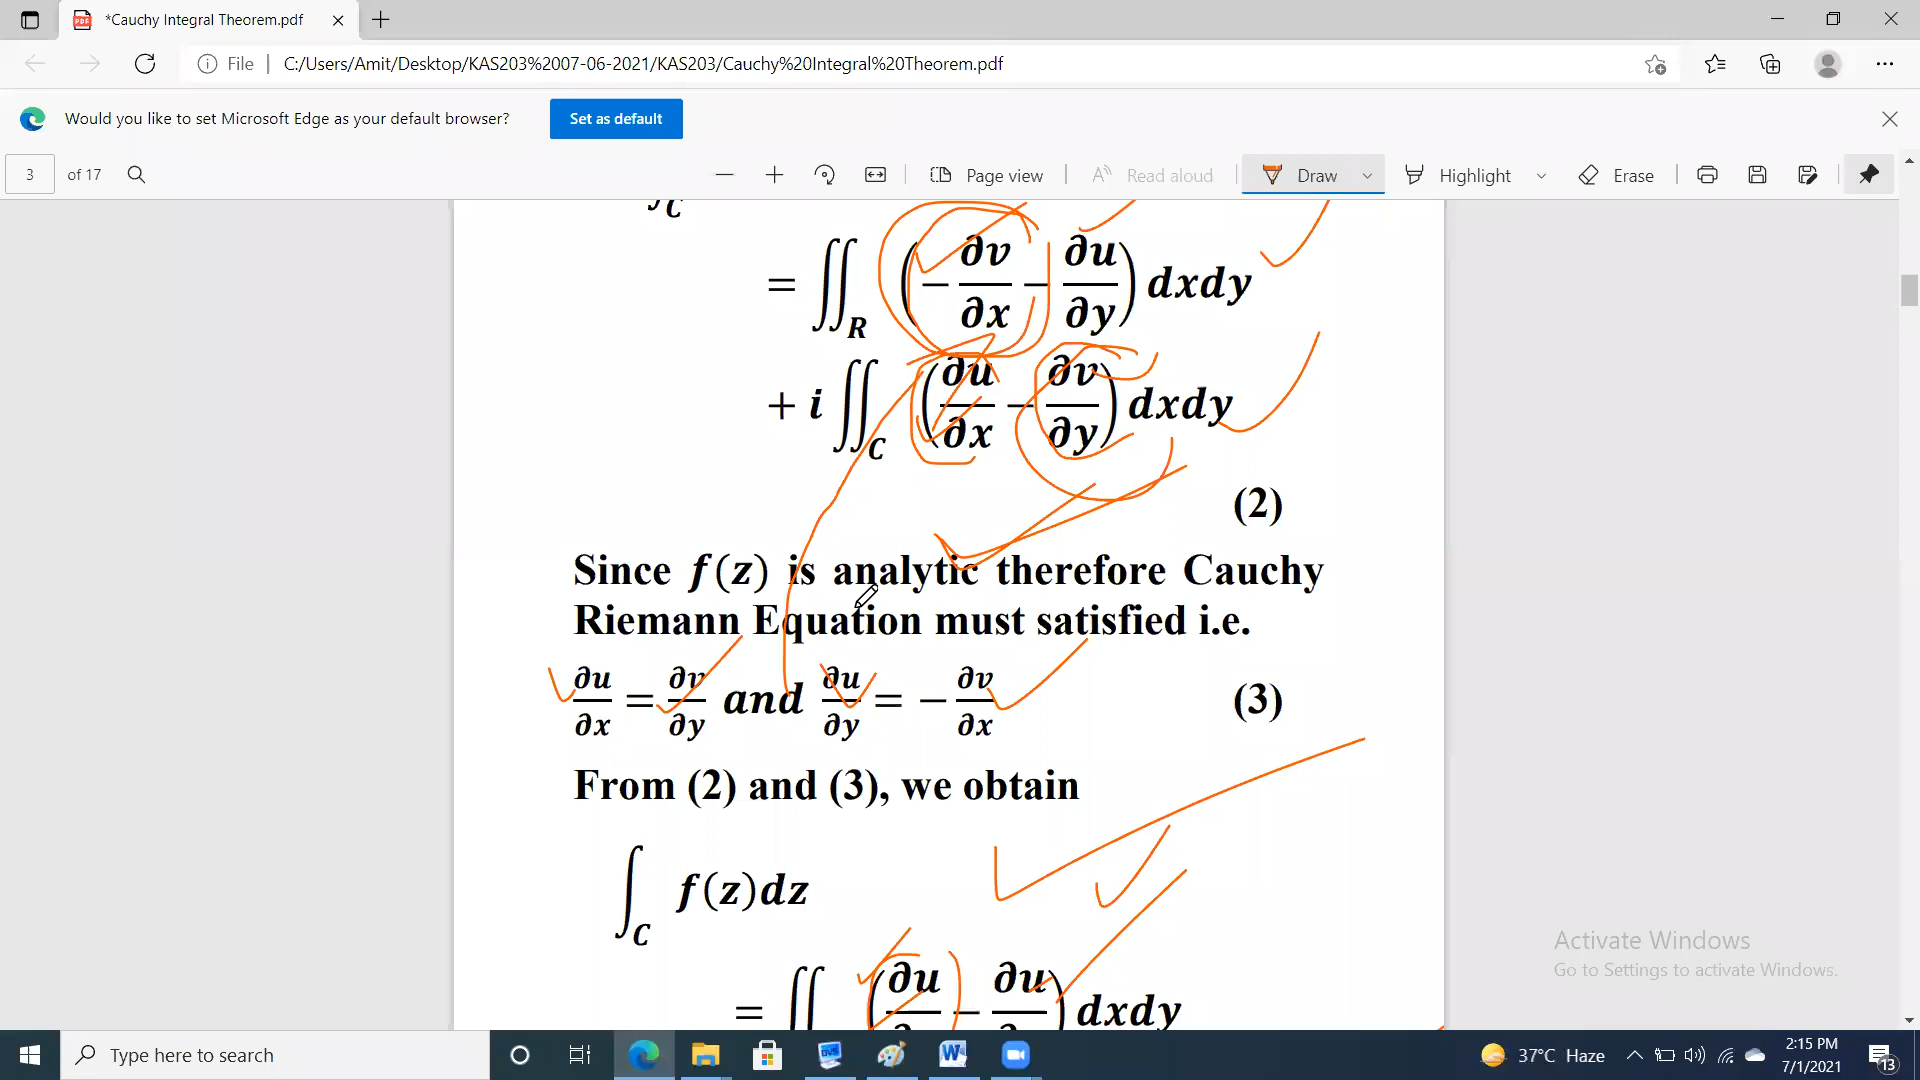 *Cauchy Integral Theorem.pdf
File | C:/Users/Amit/Desktop/KAS203%2007-06-2021/KAS203/Cauchy%20Integral%20Theorem.pdf
Would you like to set Microsoft Edge as your default browser? Set as default
3 of 17 Page view Read aloud Draw Highlight Erase
∫_C
= ∬_R (−∂v/∂x − ∂u/∂y) dxdy
+ i ∬_C (∂u/∂x − ∂v/∂y) dxdy
(2)
Since f(z) is analytic therefore Cauchy
Riemann Equation must satisfied i.e.
∂u/∂x = ∂v/∂y and ∂u/∂y = −∂v/∂x (3)
From (2) and (3), we obtain
∫_C f(z)dz
= ∬ (∂u/∂ − ∂u/∂) dxdy
Activate Windows
Go to Settings to activate Windows.
Type here to search
37°C Haze
2:15 PM
7/1/2021
13